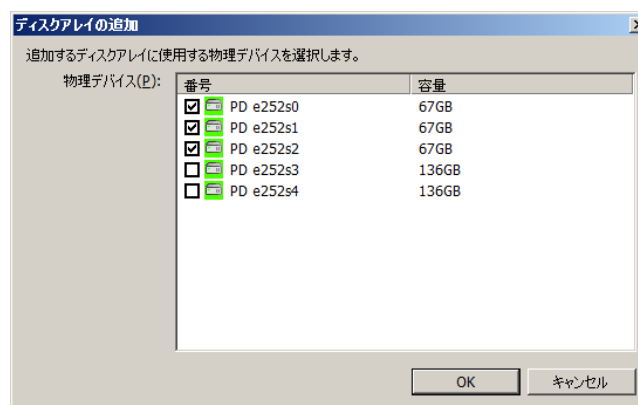 ディスクアレイの追加
追加するディスクアレイに使用する物理デバイスを選択します。
物理デバイス(P):
番号 容量
PD e252s0 67GB
PD e252s1 67GB
PD e252s2 67GB
PD e252s3 136GB
PD e252s4 136GB
OK キャンセル